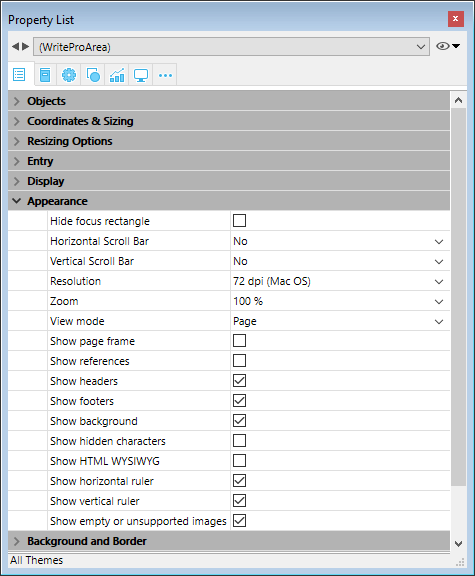 Property List
(WriteProArea)
Objects
Coordinates & Sizing
Resizing Options
Entry
Display
Appearance
Hide focus rectangle
Horizontal Scroll Bar No
Vertical Scroll Bar No
Resolution 72 dpi (Mac OS)
Zoom 100 %
View mode Page
Show page frame
Show references
Show headers
Show footers
Show background
Show hidden characters
Show HTML WYSIWYG
Show horizontal ruler
Show vertical ruler
Show empty or unsupported images
Background and Border
All Themes